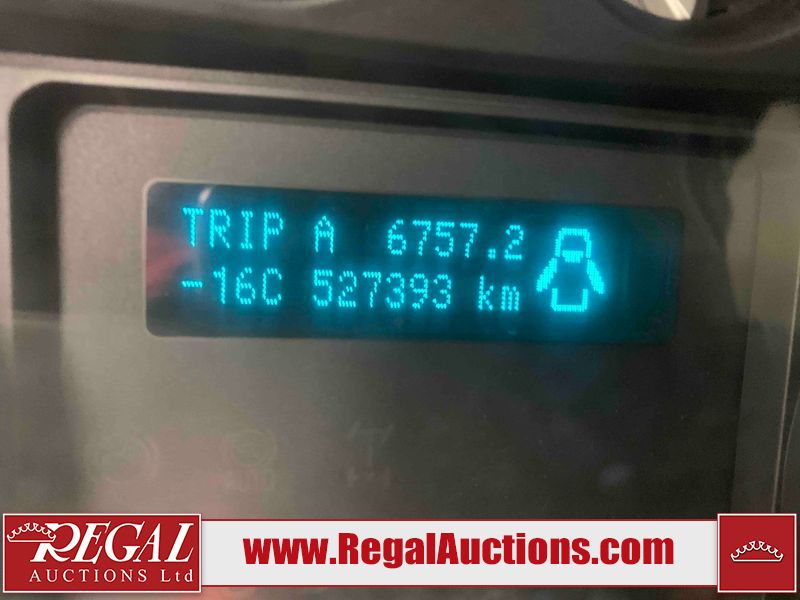 TRIP A 6757.2
-16C 527393 km
REGAL
AUCTIONS Ltd
www.RegalAuctions.com